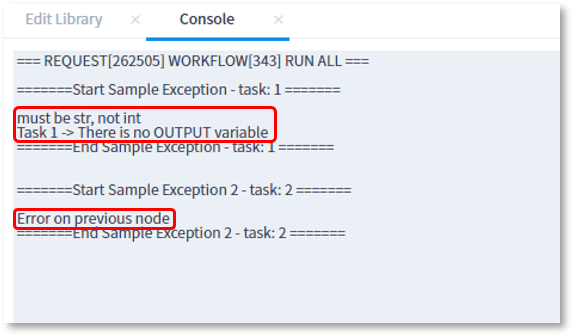 Edit Library × Console ×
=== REQUEST[262505] WORKFLOW[343] RUN ALL ===
=======Start Sample Exception - task: 1 =======
must be str, not int
Task 1 -> There is no OUTPUT variable
=======End Sample Exception - task: 1 =======
=======Start Sample Exception 2 - task: 2 =======
Error on previous node
=======End Sample Exception 2 - task: 2 =======